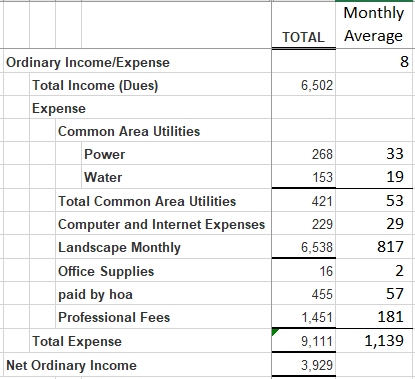 Monthly
TOTAL Average
Ordinary Income/Expense 8
Total Income (Dues) 6,502
Expense
Common Area Utilities
Power 268 33
Water 153 19
Total Common Area Utilities 421 53
Computer and Internet Expenses 229 29
Landscape Monthly 6,538 817
Office Supplies 16 2
paid by hoa 455 57
Professional Fees 1,451 181
Total Expense 9,111 1,139
Net Ordinary Income 3,929